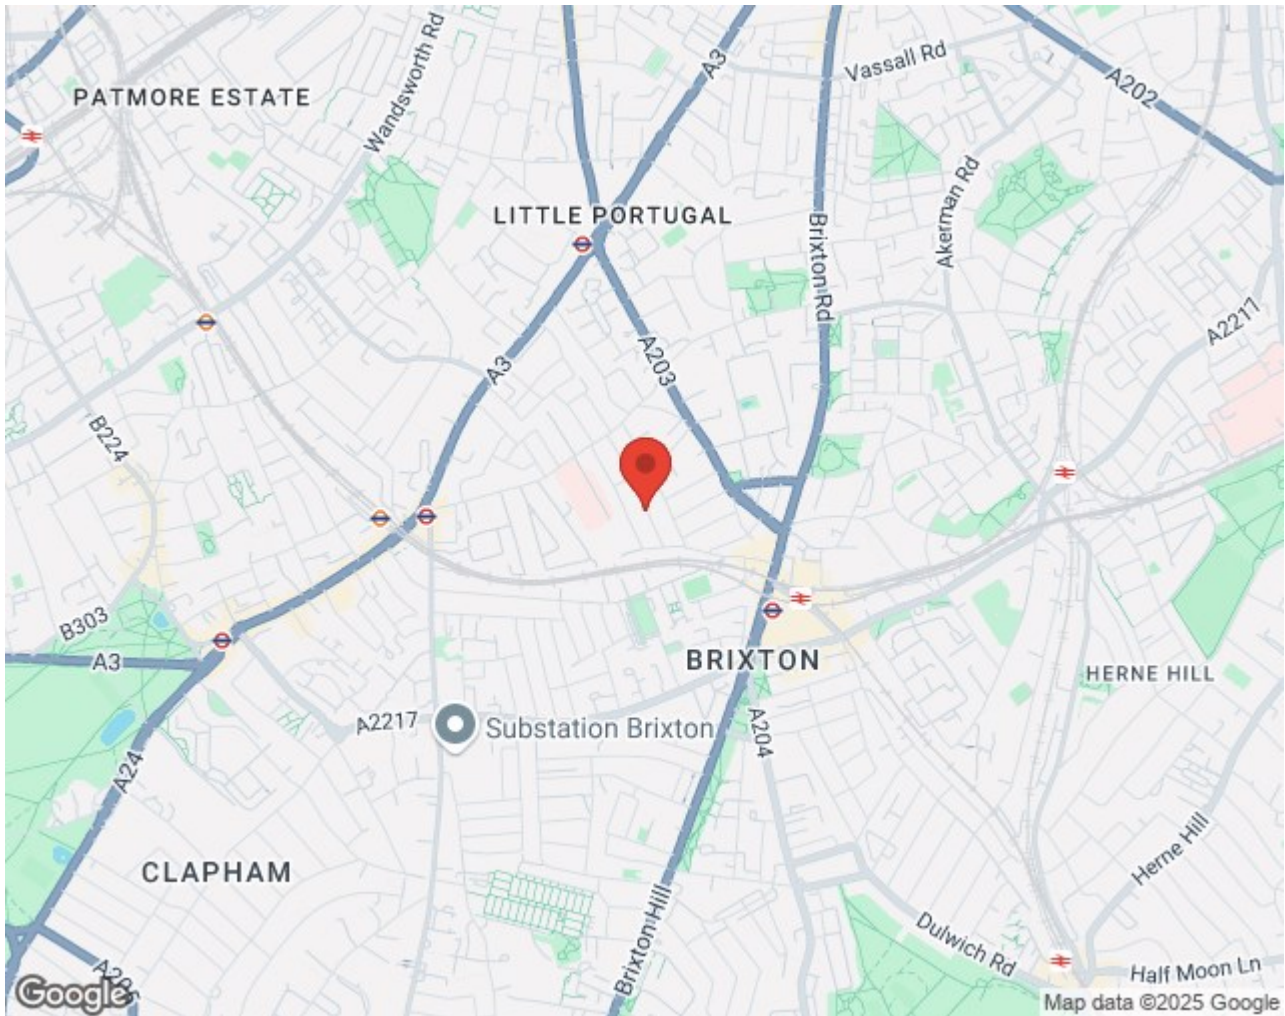 Wandsworth Rd
A3
Vassall Rd
A202
PATMORE ESTATE
Akerman Rd
LITTLE PORTUGAL
Brixton Rd
A2217
A203
A3
B224
B303
A3
BRIXTON
HERNE HILL
A2217
Substation Brixton
A204
A24
CLAPHAM
Herne Hill
Brixton Hill
Dulwich Rd
Half Moon Ln
Google
Map data ©2025 Google